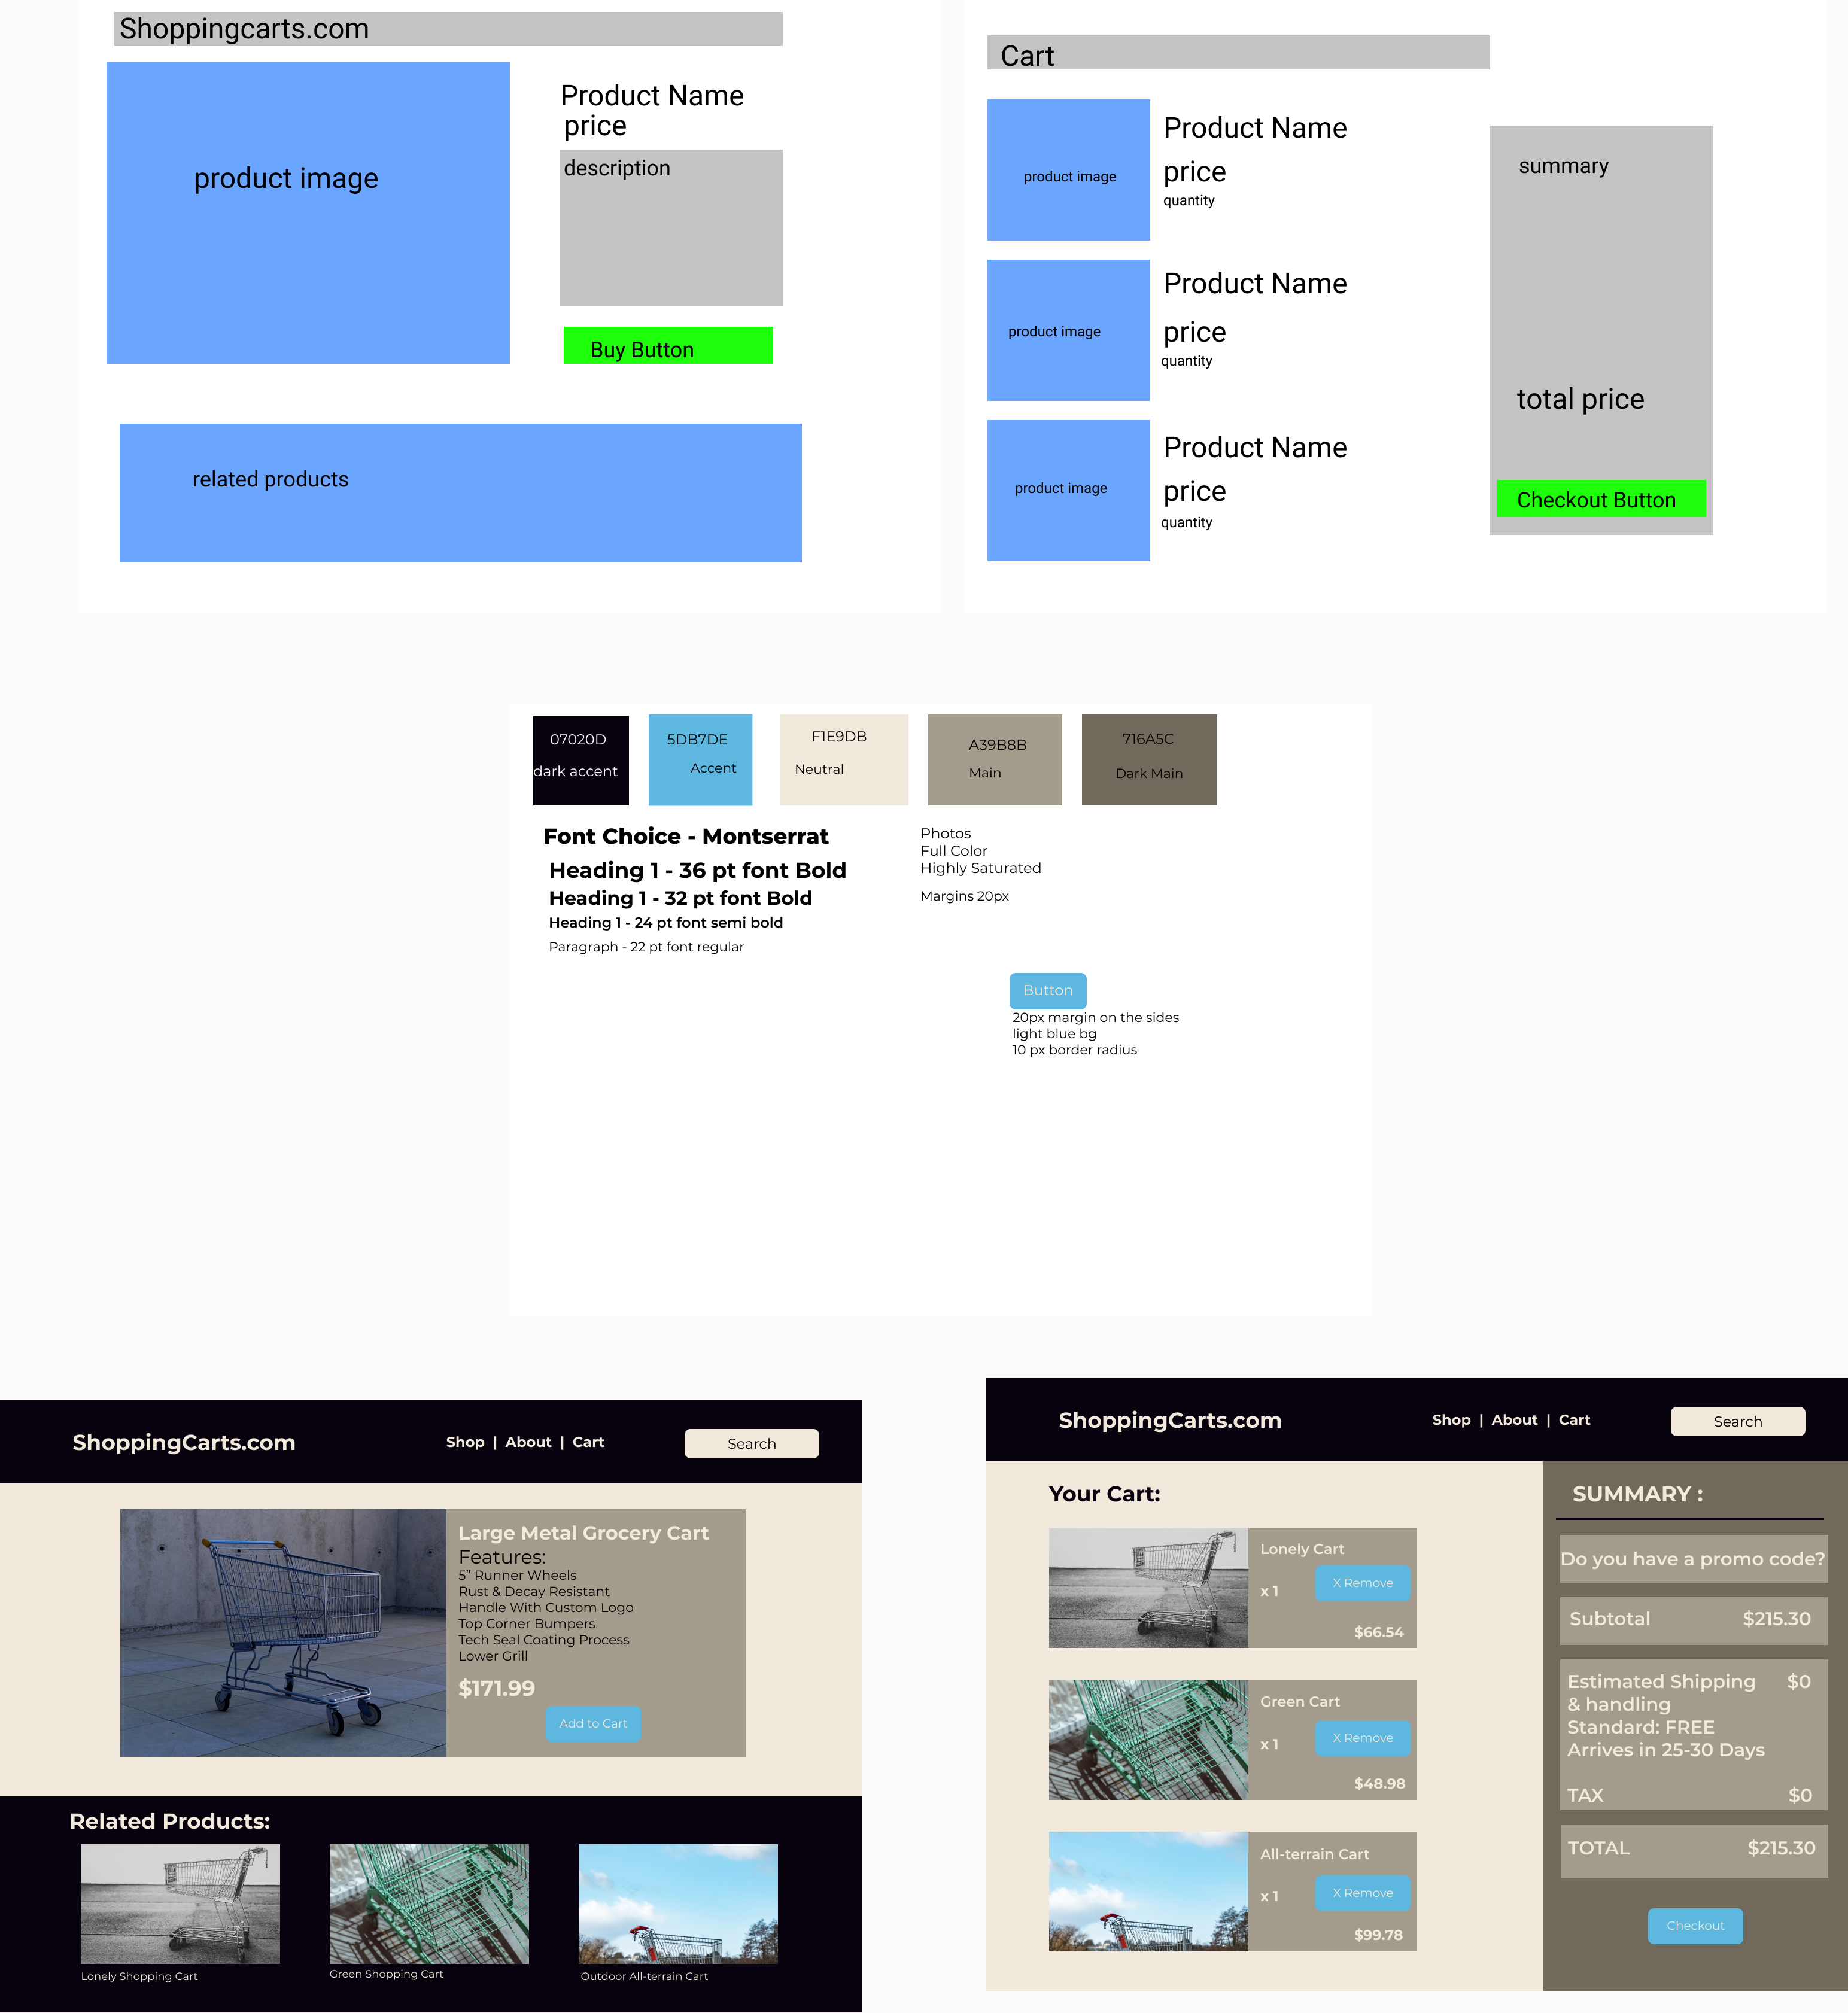 Shoppingcarts.com
product image
Product Name
price
description
Buy Button
related products
Cart
product image
Product Name
price
quantity
product image
Product Name
price
quantity
product image
Product Name
price
quantity
summary
total price
Checkout Button
07020D
dark accent
5DB7DE
Accent
F1E9DB
Neutral
A39B8B
Main
716A5C
Dark Main
Font Choice - Montserrat
Heading 1 - 36 pt font Bold
Heading 1 - 32 pt font Bold
Heading 1 - 24 pt font semi bold
Paragraph - 22 pt font regular
Photos
Full Color
Highly Saturated
Margins 20px
Button
20px margin on the sides
light blue bg
10 px border radius
ShoppingCarts.com
Shop | About | Cart
Search
Large Metal Grocery Cart
Features:
5” Runner Wheels
Rust & Decay Resistant
Handle With Custom Logo
Top Corner Bumpers
Tech Seal Coating Process
Lower Grill
$171.99
Add to Cart
Related Products:
Lonely Shopping Cart
Green Shopping Cart
Outdoor All-terrain Cart
ShoppingCarts.com
Shop | About | Cart
Search
Your Cart:
Lonely Cart
x 1
X Remove
$66.54
Green Cart
x 1
X Remove
$48.98
All-terrain Cart
x 1
X Remove
$99.78
SUMMARY :
Do you have a promo code?
Subtotal $215.30
Estimated Shipping $0
& handling
Standard: FREE
Arrives in 25-30 Days
TAX $0
TOTAL $215.30
Checkout